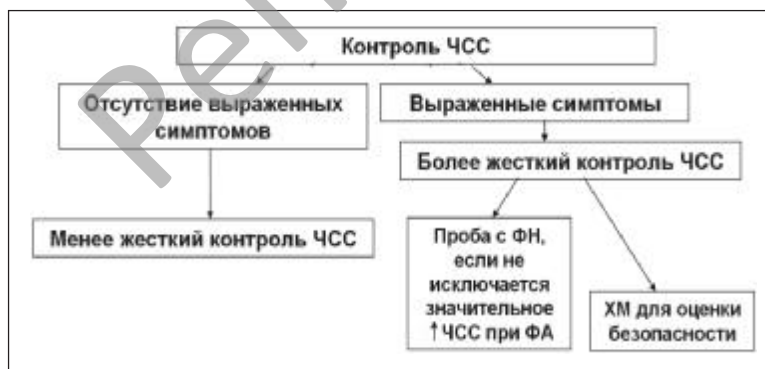 Контроль ЧСС
Отсутствие выраженных
симптомов
Выраженные симптомы
Более жесткий контроль ЧСС
Менее жесткий контроль ЧСС
Проба с ФН,
если не
исключается
значительное
↑ЧСС при ФА
ХМ для оценки
безопасности